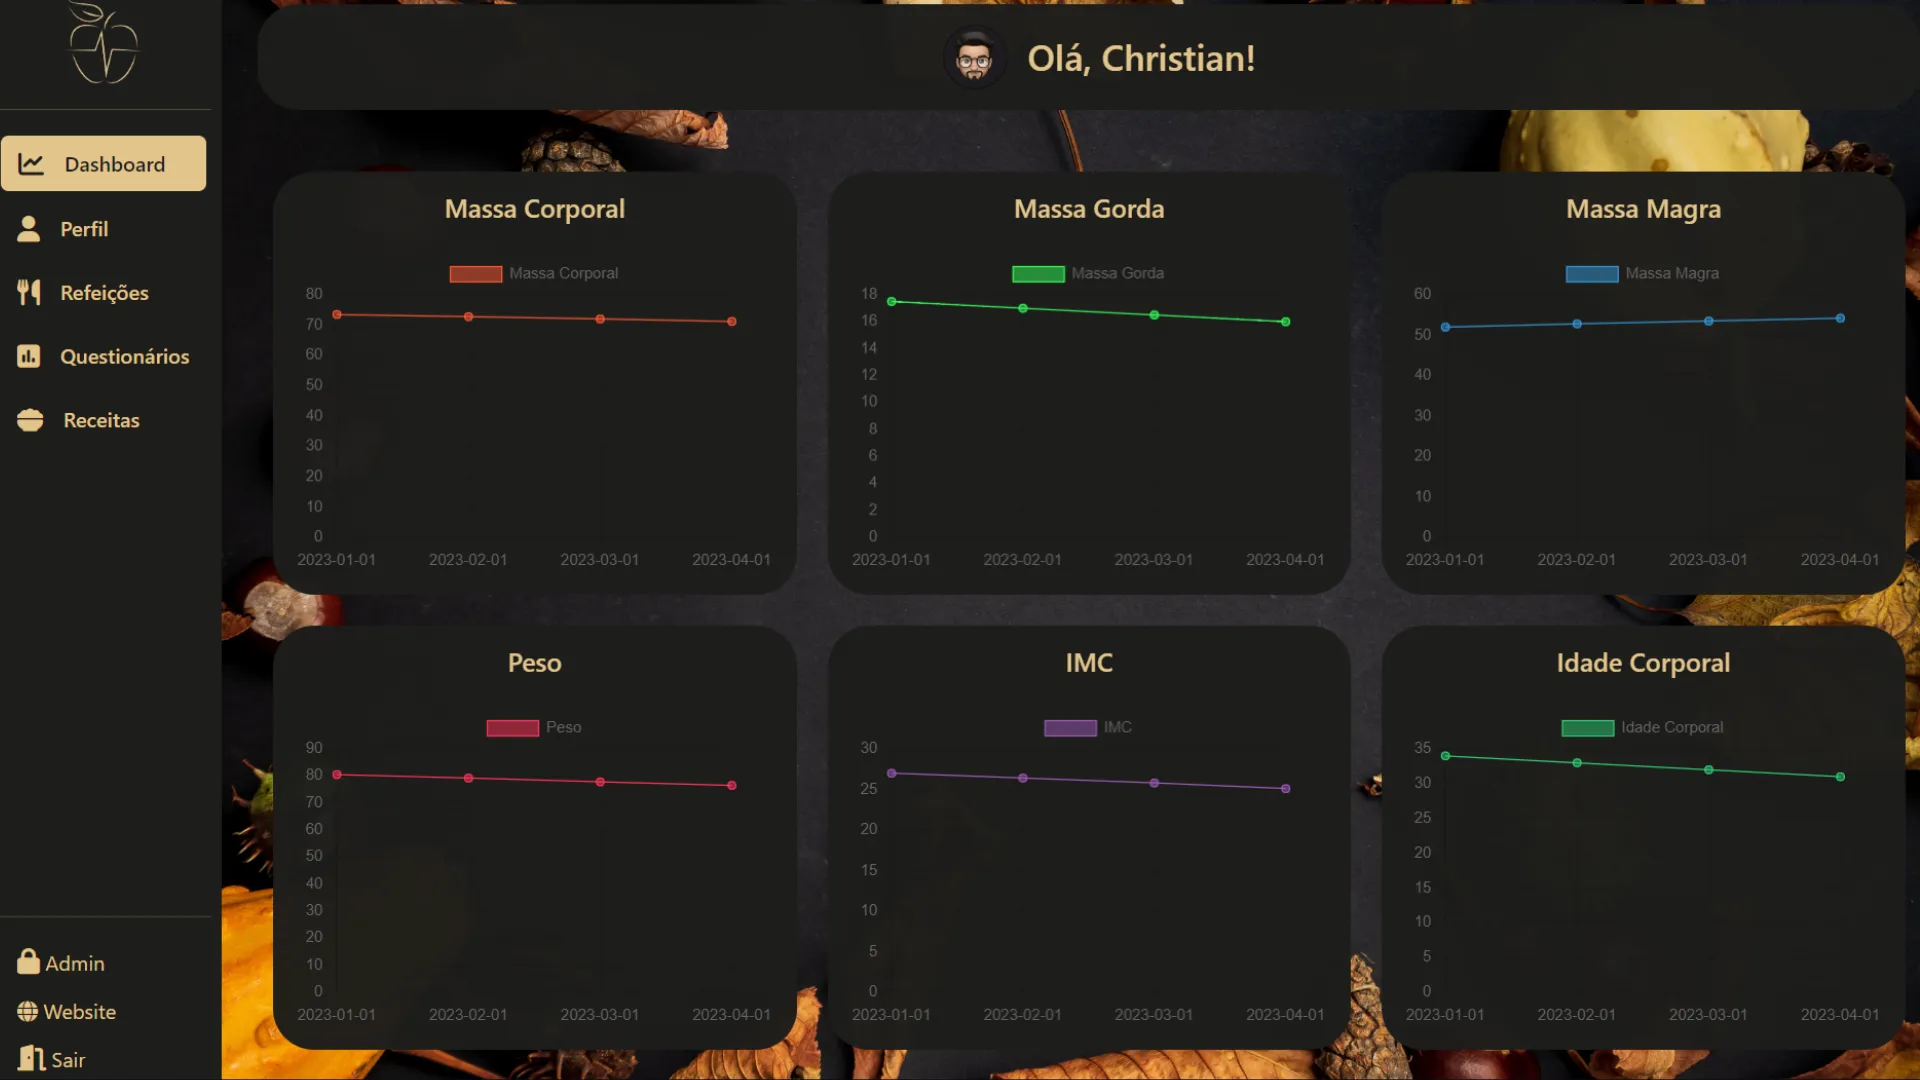 Olá, Christian!
Dashboard
Perfil
Refeições
Questionários
Receitas
Admin
Website
Sair
Massa Corporal
Massa Corporal
80
70
60
50
40
30
20
10
0
2023-01-01 2023-02-01 2023-03-01 2023-04-01
Massa Gorda
Massa Gorda
18
16
14
12
10
8
6
4
2
0
2023-01-01 2023-02-01 2023-03-01 2023-04-01
Massa Magra
Massa Magra
60
50
40
30
20
10
0
2023-01-01 2023-02-01 2023-03-01 2023-04-01
Peso
Peso
90
80
70
60
50
40
30
20
10
0
2023-01-01 2023-02-01 2023-03-01 2023-04-01
IMC
IMC
30
25
20
15
10
5
0
2023-01-01 2023-02-01 2023-03-01 2023-04-01
Idade Corporal
Idade Corporal
35
30
25
20
15
10
5
0
2023-01-01 2023-02-01 2023-03-01 2023-04-01